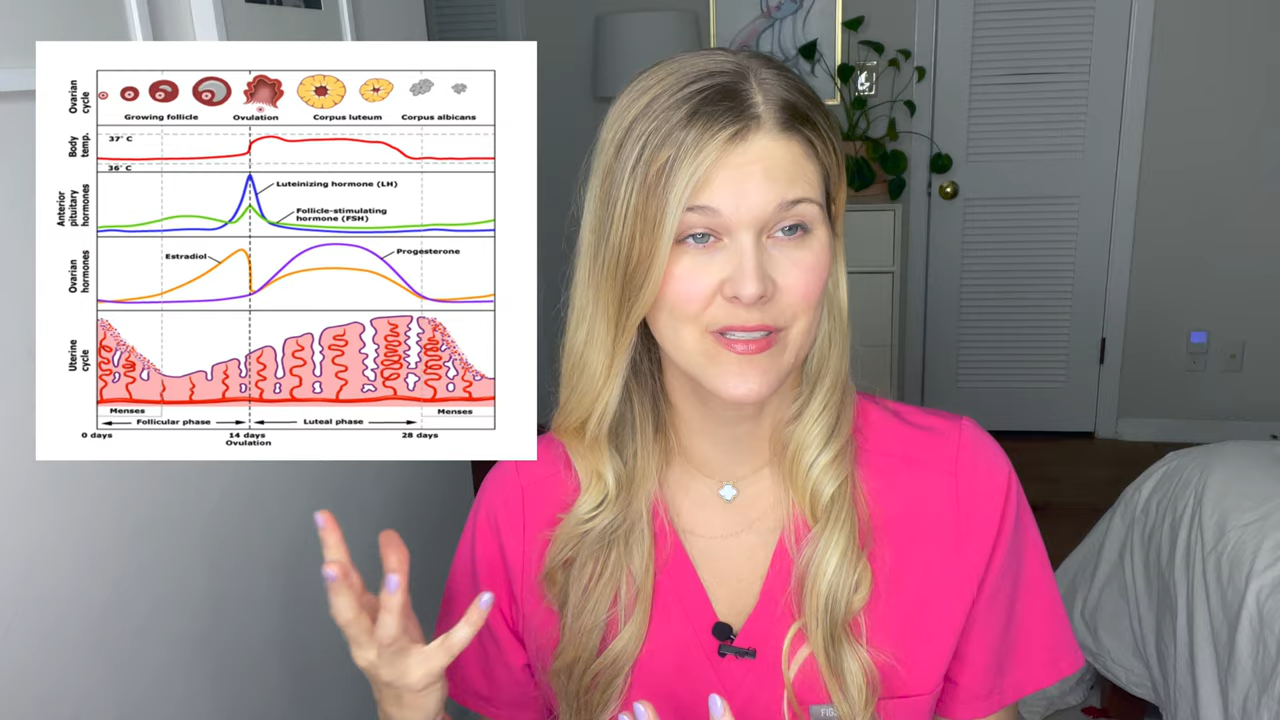 Ovarian
cycle
Growing follicle
Ovulation
Corpus luteum
Corpus albicans
Body
temp.
37° C
36° C
Anterior
pituitary
hormones
Luteinizing hormone (LH)
Follicle-stimulating
hormone (FSH)
Ovarian
hormones
Estradiol
Progesterone
Uterine
cycle
Menses
Menses
Follicular phase
Luteal phase
0 days
14 days
Ovulation
28 days
FIGS